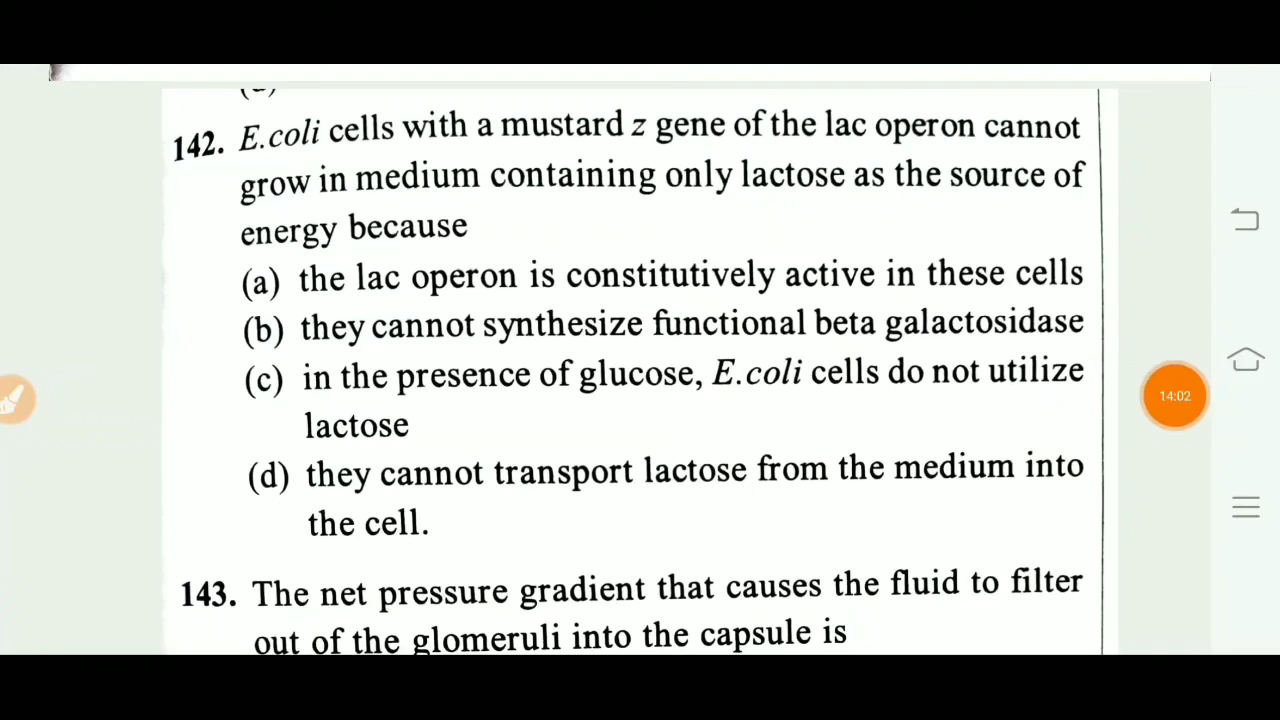 142. E.coli cells with a mustard z gene of the lac operon cannot
grow in medium containing only lactose as the source of
energy because
(a) the lac operon is constitutively active in these cells
(b) they cannot synthesize functional beta galactosidase
(c) in the presence of glucose, E.coli cells do not utilize
lactose
(d) they cannot transport lactose from the medium into
the cell.
143. The net pressure gradient that causes the fluid to filter
out of the glomeruli into the capsule is
14:02